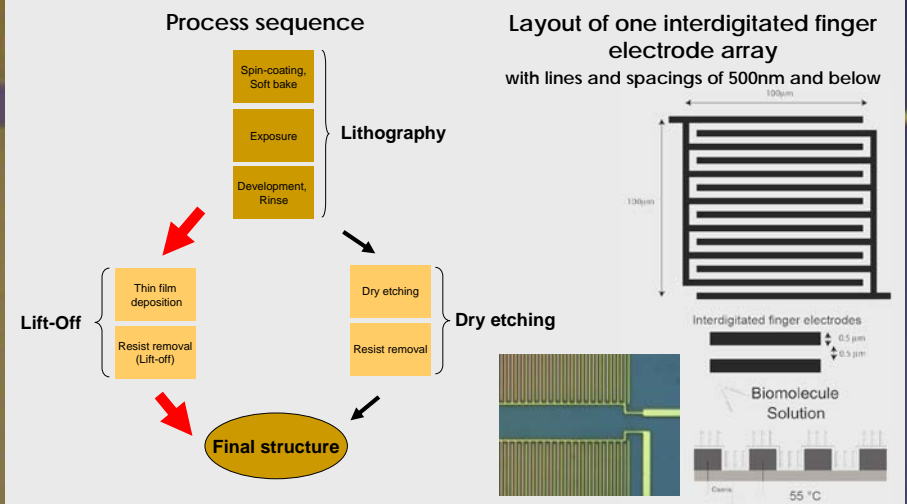 Process sequence
Spin-coating,
Soft bake
Exposure
Development,
Rinse
Lithography
Lift-Off
Thin film
deposition
Resist removal
(Lift-off)
Dry etching
Resist removal
Dry etching
Final structure
Layout of one interdigitated finger
electrode array
with lines and spacings of 500nm and below
100µm
100µm
Interdigitated finger electrodes
0.5 µm
0.5 µm
Biomolecule
Solution
55 °C